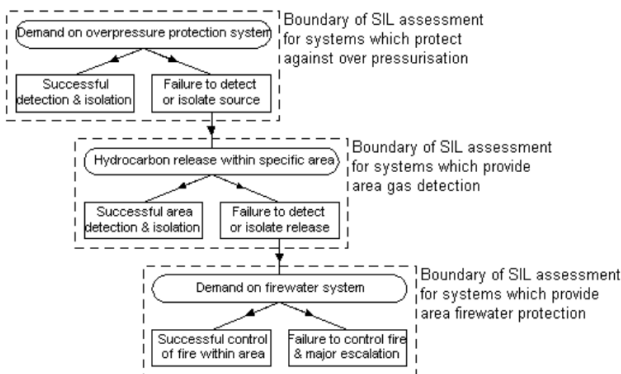 Demand on overpressure protection system
Boundary of SIL assessment
for systems which protect
against over pressurisation
Successful
detection & isolation
Failure to detect
or isolate source
Hydrocarbon release within specific area
Boundary of SIL assessment
for systems which provide
area gas detection
Successful area
detection & isolation
Failure to detect
or isolate release
Demand on firewater system
Boundary of SIL assessment
for systems which provide
area firewater protection
Successful control
of fire within area
Failure to control fire
& major escalation